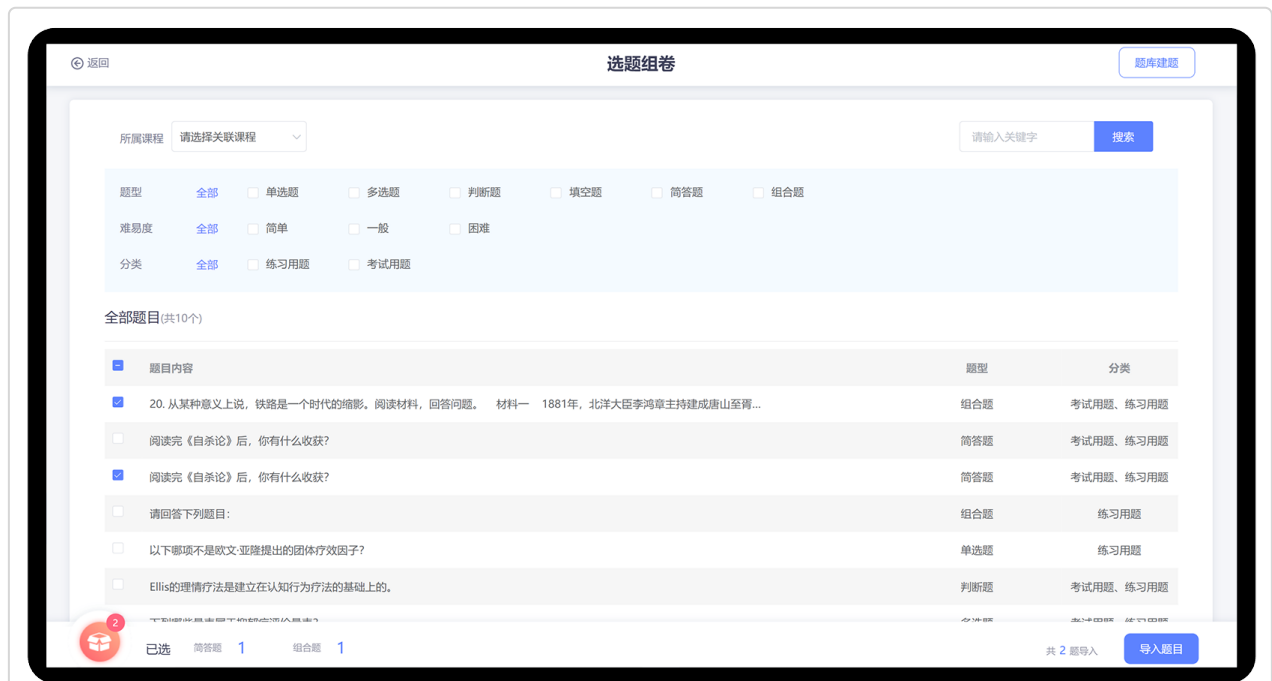 返回 选题组卷 题库建题
所属课程 请选择关联课程 请输入关键字 搜索
题型 全部 单选题 多选题 判断题 填空题 简答题 组合题
难易度 全部 简单 一般 困难
分类 全部 练习用题 考试用题
全部题目(共10个)
题目内容 题型 分类
20. 从某种意义上说，铁路是一个时代的缩影。阅读材料，回答问题。 材料一 1881年，北洋大臣李鸿章主持建成唐山至胥... 组合题 考试用题、练习用题
阅读完《自杀论》后，你有什么收获? 简答题 考试用题、练习用题
阅读完《自杀论》后，你有什么收获? 简答题 考试用题、练习用题
请回答下列题目: 组合题 练习用题
以下哪项不是欧文·亚隆提出的团体疗效因子? 单选题 练习用题
Ellis的理情疗法是建立在认知行为疗法的基础上的。 判断题 考试用题、练习用题
多选题 考试用题、练习用题
2
已选 简答题 1 组合题 1 共 2 题导入 导入题目